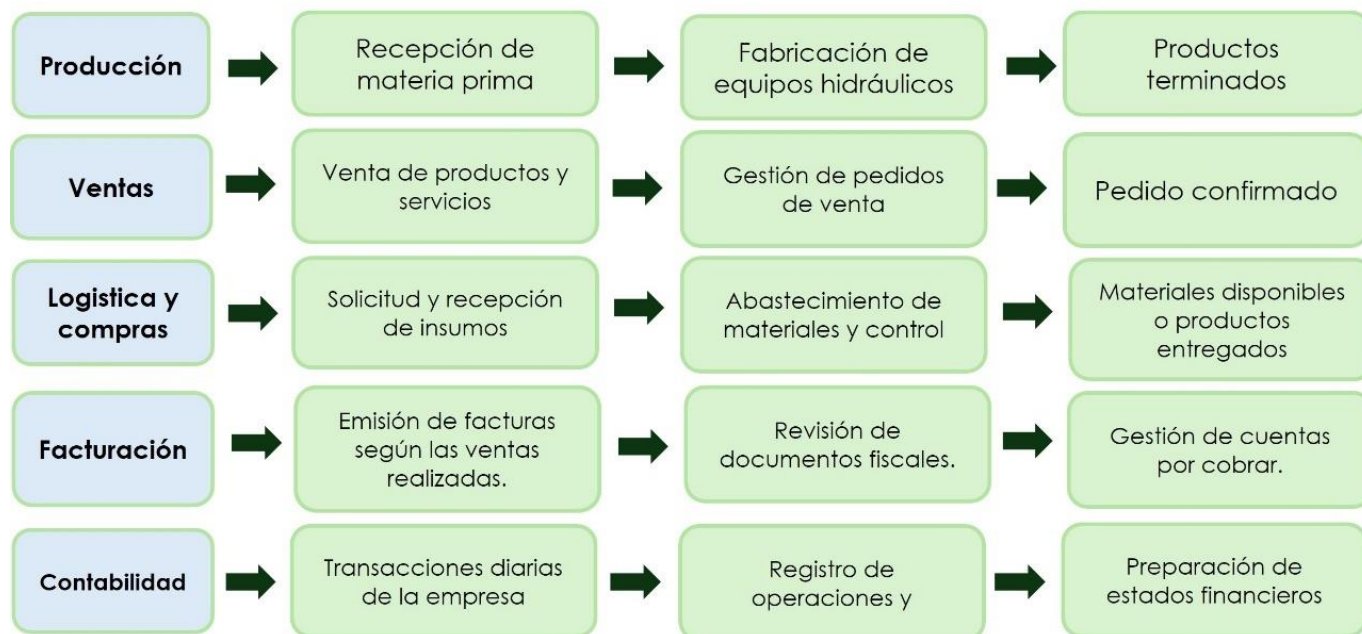 Producción
Recepción de
materia prima
Fabricación de
equipos hidráulicos
Productos
terminados
Ventas
Venta de productos y
servicios
Gestión de pedidos
de venta
Pedido confirmado
Logistica y
compras
Solicitud y recepción
de insumos
Abastecimiento de
materiales y control
Materiales disponibles
o productos
entregados
Facturación
Emisión de facturas
según las ventas
realizadas.
Revisión de
documentos fiscales.
Gestión de cuentas
por cobrar.
Contabilidad
Transacciones diarias
de la empresa
Registro de
operaciones y
Preparación de
estados financieros